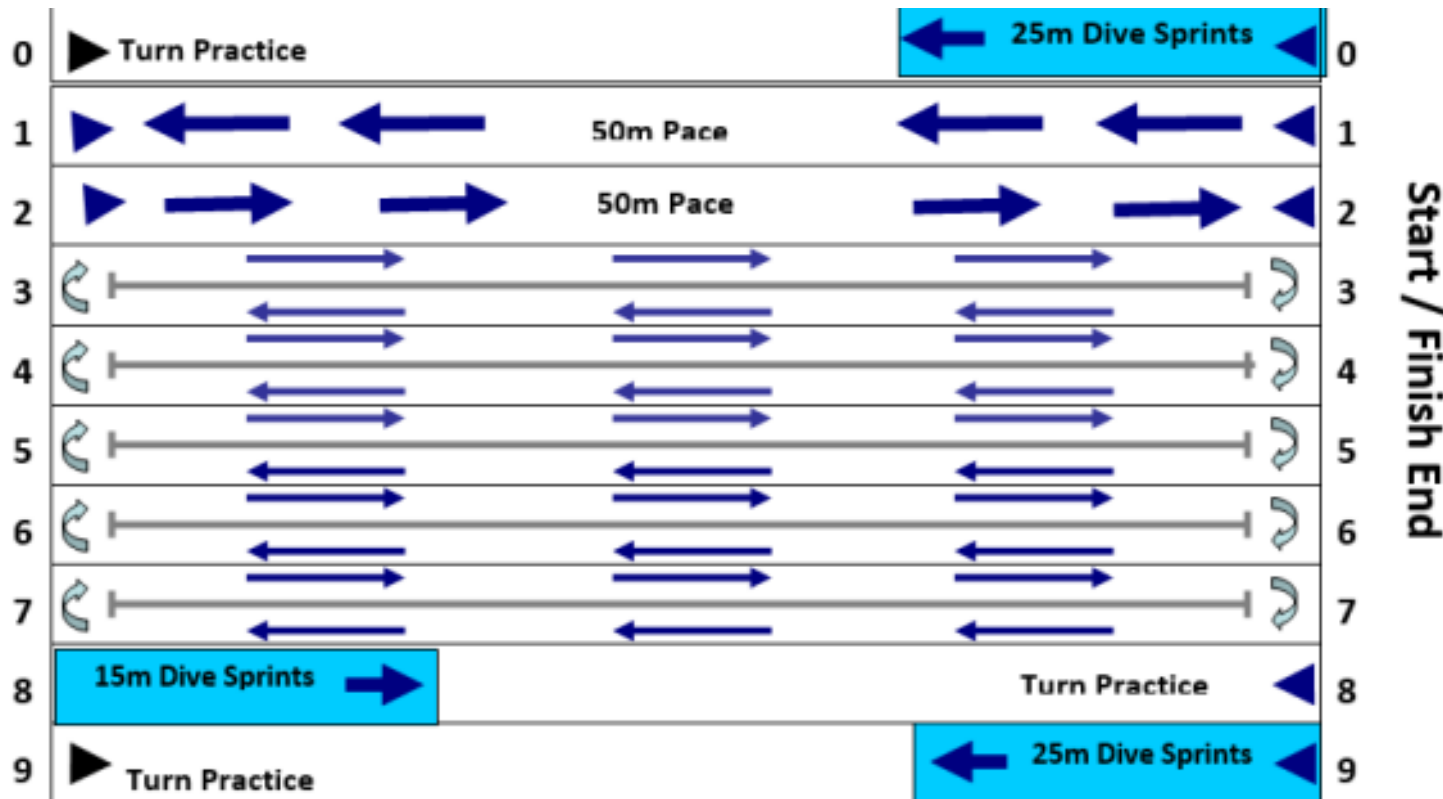 0 Turn Practice 25m Dive Sprints 0
1 50m Pace 1
2 50m Pace 2
3 3
4 4
5 5
6 6
7 7
8 15m Dive Sprints Turn Practice 8
9 Turn Practice 25m Dive Sprints 9
Start / Finish End